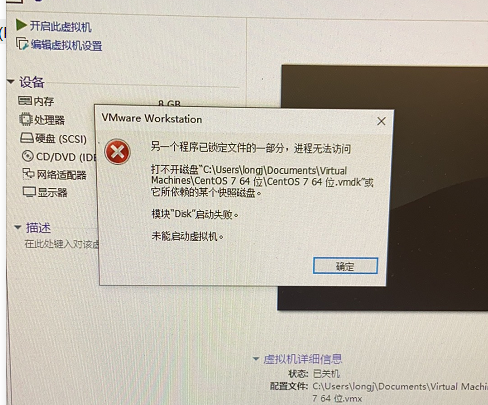 开启此虚拟机
编辑虚拟机设置
设备
内存
8 GB
处理器
硬盘 (SCSI)
CD/DVD (IDE
网络适配器
显示器
描述
在此处键入对该虚
VMware Workstation
另一个程序已锁定文件的一部分，进程无法访问
打不开磁盘"C:\Users\longj\Documents\Virtual
Machines\CentOS 7 64 位\CentOS 7 64 位.vmdk"或
它所依赖的某个快照磁盘。
模块"Disk"启动失败。
未能启动虚拟机。
确定
虚拟机详细信息
状态: 已关机
配置文件: C:\Users\longj\Documents\Virtual Machi
7 64 位.vmx